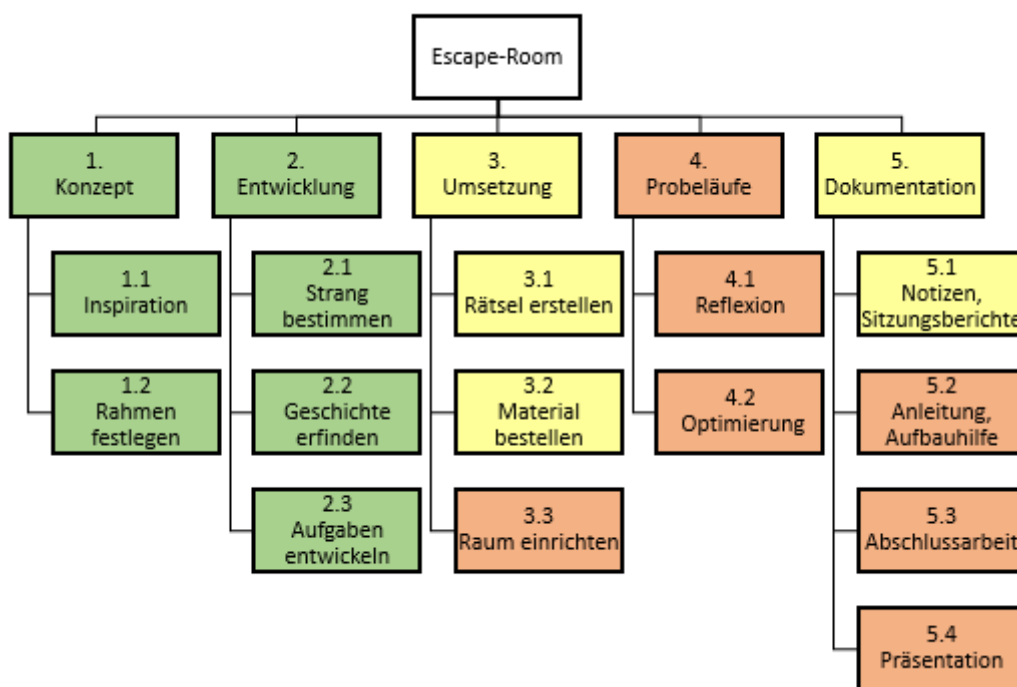 Escape-Room
1.
Konzept
2.
Entwicklung
3.
Umsetzung
4.
Probeläufe
5.
Dokumentation
1.1
Inspiration
1.2
Rahmen
festlegen
2.1
Strang
bestimmen
2.2
Geschichte
erfinden
2.3
Aufgaben
entwickeln
3.1
Rätsel erstellen
3.2
Material
bestellen
3.3
Raum einrichten
4.1
Reflexion
4.2
Optimierung
5.1
Notizen,
Sitzungsberichte
5.2
Anleitung,
Aufbauhilfe
5.3
Abschlussarbeit
5.4
Präsentation